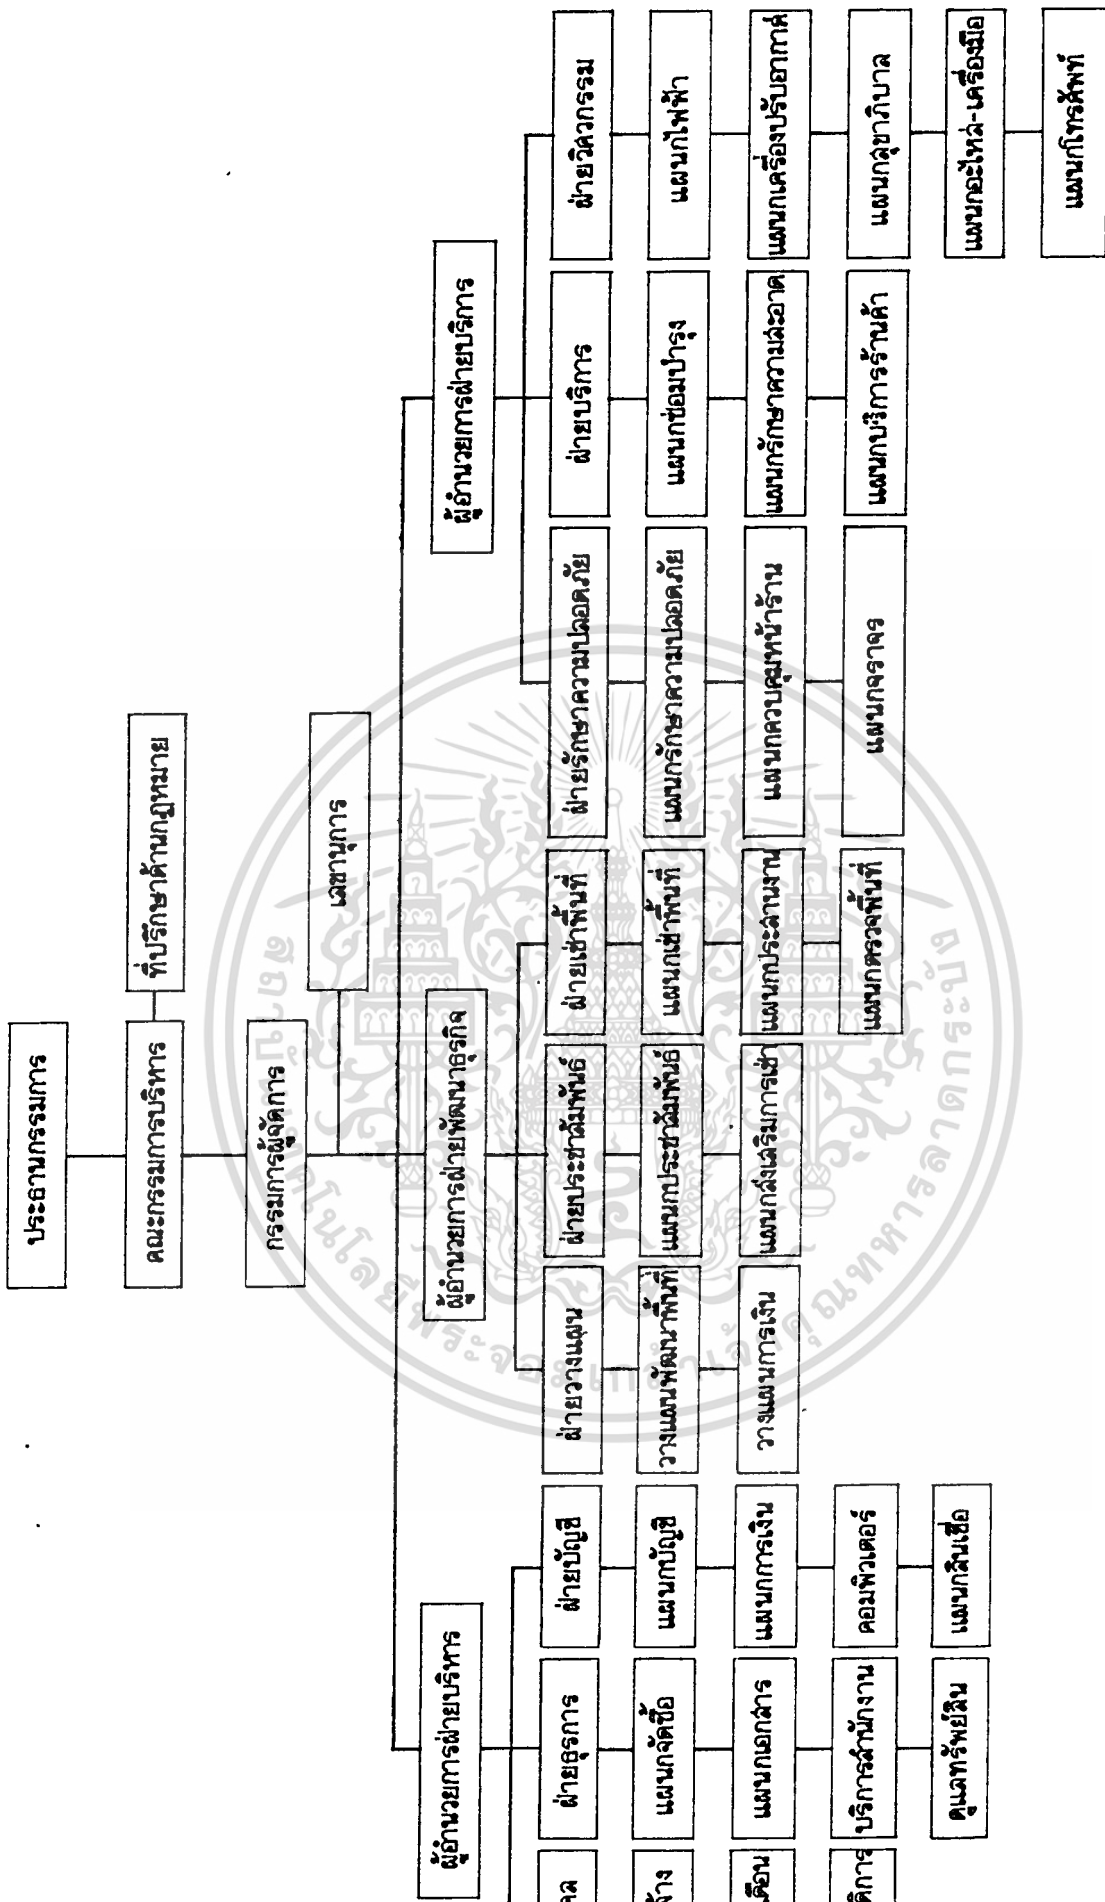 ประธานกรรมการ
คณะกรรมการบริหาร
ที่ปรึกษาด้านกฎหมาย
กรรมการผู้จัดการ
เลขานุการ
ผู้อำนวยการฝ่ายบริหาร
ผู้อำนวยการฝ่ายพัฒนาธุรกิจ
ผู้อำนวยการฝ่ายบริการ
คล
ฝ่ายธุรการ
ฝ่ายบัญชี
ฝ่ายวางแผน
ฝ่ายประชาสัมพันธ์
ฝ่ายเช่าพื้นที่
ฝ่ายรักษาความปลอดภัย
ฝ่ายบริการ
ฝ่ายวิศวกรรม
จ้าง
แผนกจัดซื้อ
แผนกบัญชี
วางแผนพัฒนาพื้นที่
แผนกประชาสัมพันธ์
แผนกเช่าพื้นที่
แผนกรักษาความปลอดภัย
แผนกซ่อมบำรุง
แผนกไฟฟ้า
เดือน
แผนกเอกสาร
แผนกการเงิน
วางแผนการเงิน
แผนกส่งเสริมการเช่า
แผนกประสานงาน
แผนกควบคุมหน้าร้าน
แผนกรักษาความสะอาด
แผนกเครื่องปรับอากาศ
ดิการ
บริการสำนักงาน
คอมพิวเตอร์
แผนกตรวจพื้นที่
แผนกจราจร
แผนกบริการร้านค้า
แผนกสุขาภิบาล
ดูแลทรัพย์สิน
แผนกสินเชื่อ
แผนกอะไหล่-เครื่องมือ
แผนกโทรศัพท์